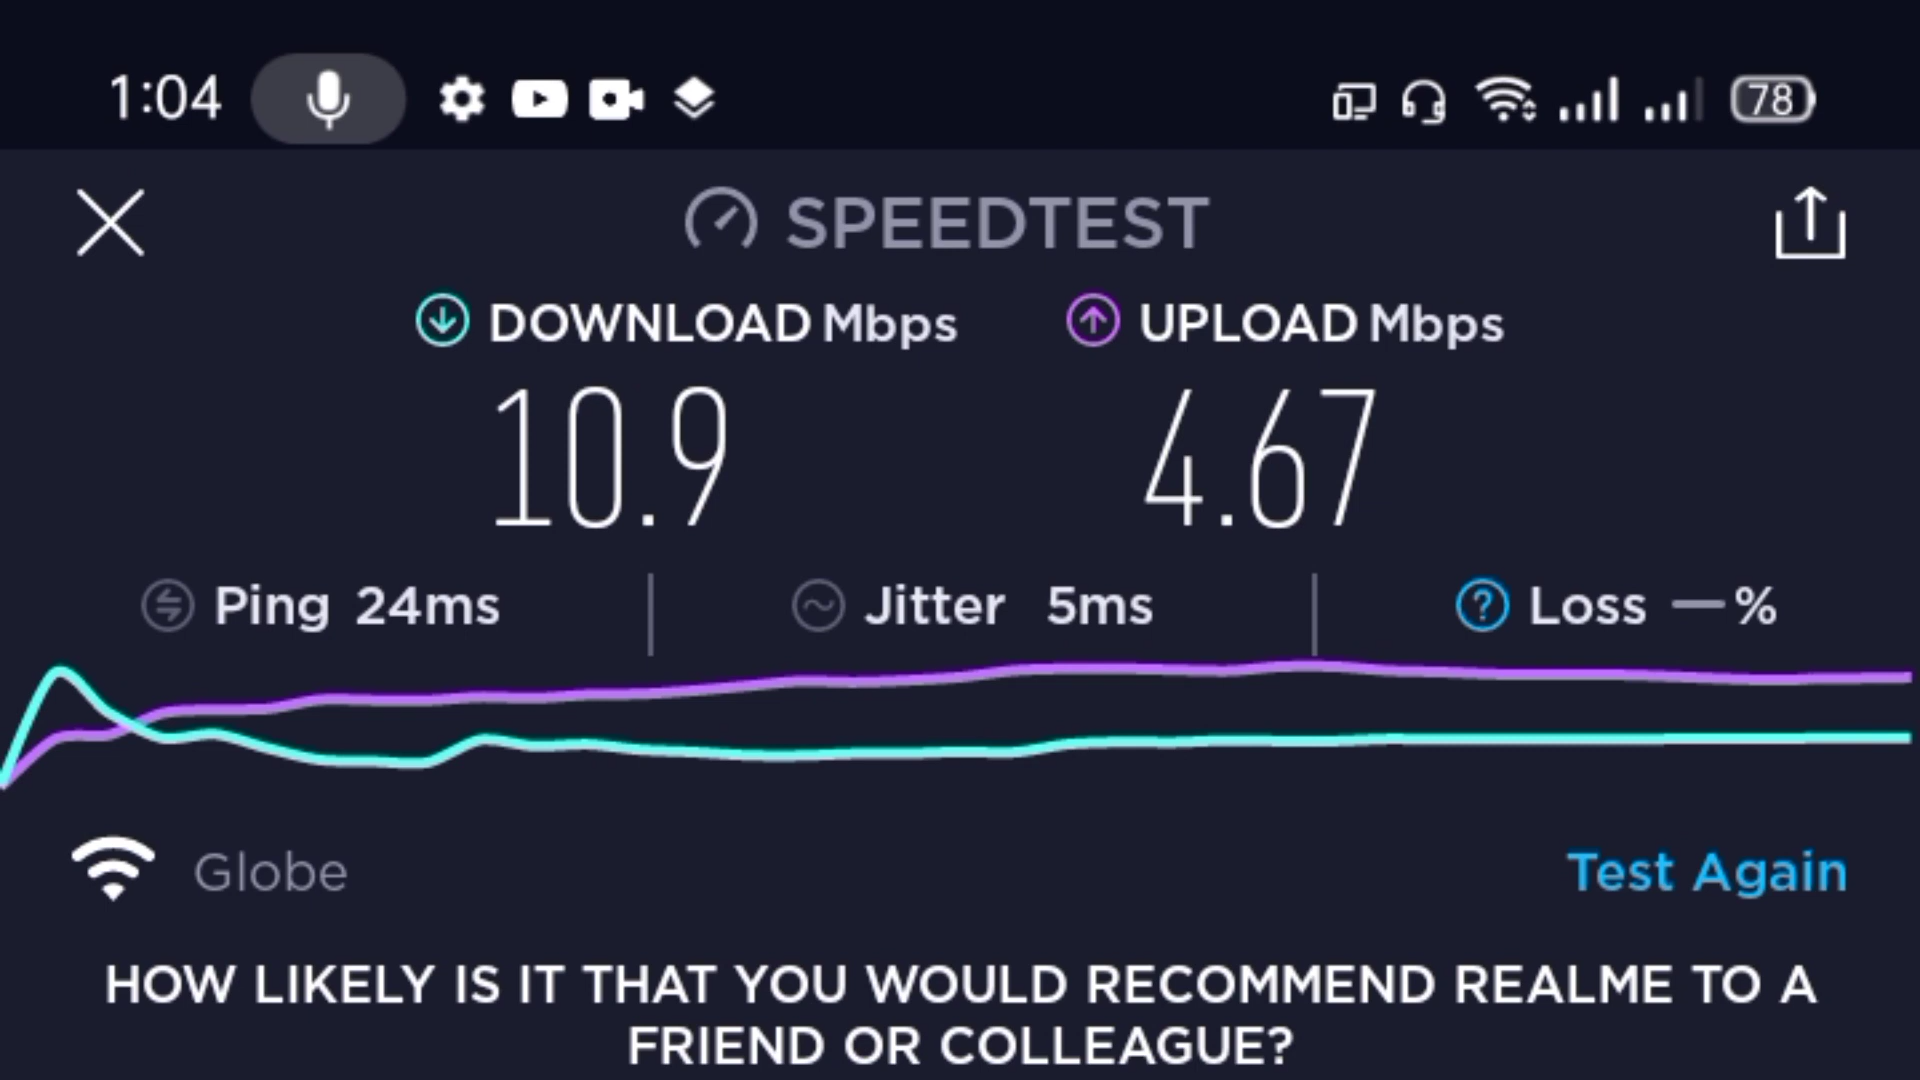 1:04 78
SPEEDTEST
DOWNLOAD Mbps UPLOAD Mbps
10.9 4.67
Ping 24ms Jitter 5ms ? Loss —%
Globe Test Again
HOW LIKELY IS IT THAT YOU WOULD RECOMMEND REALME TO A
FRIEND OR COLLEAGUE?